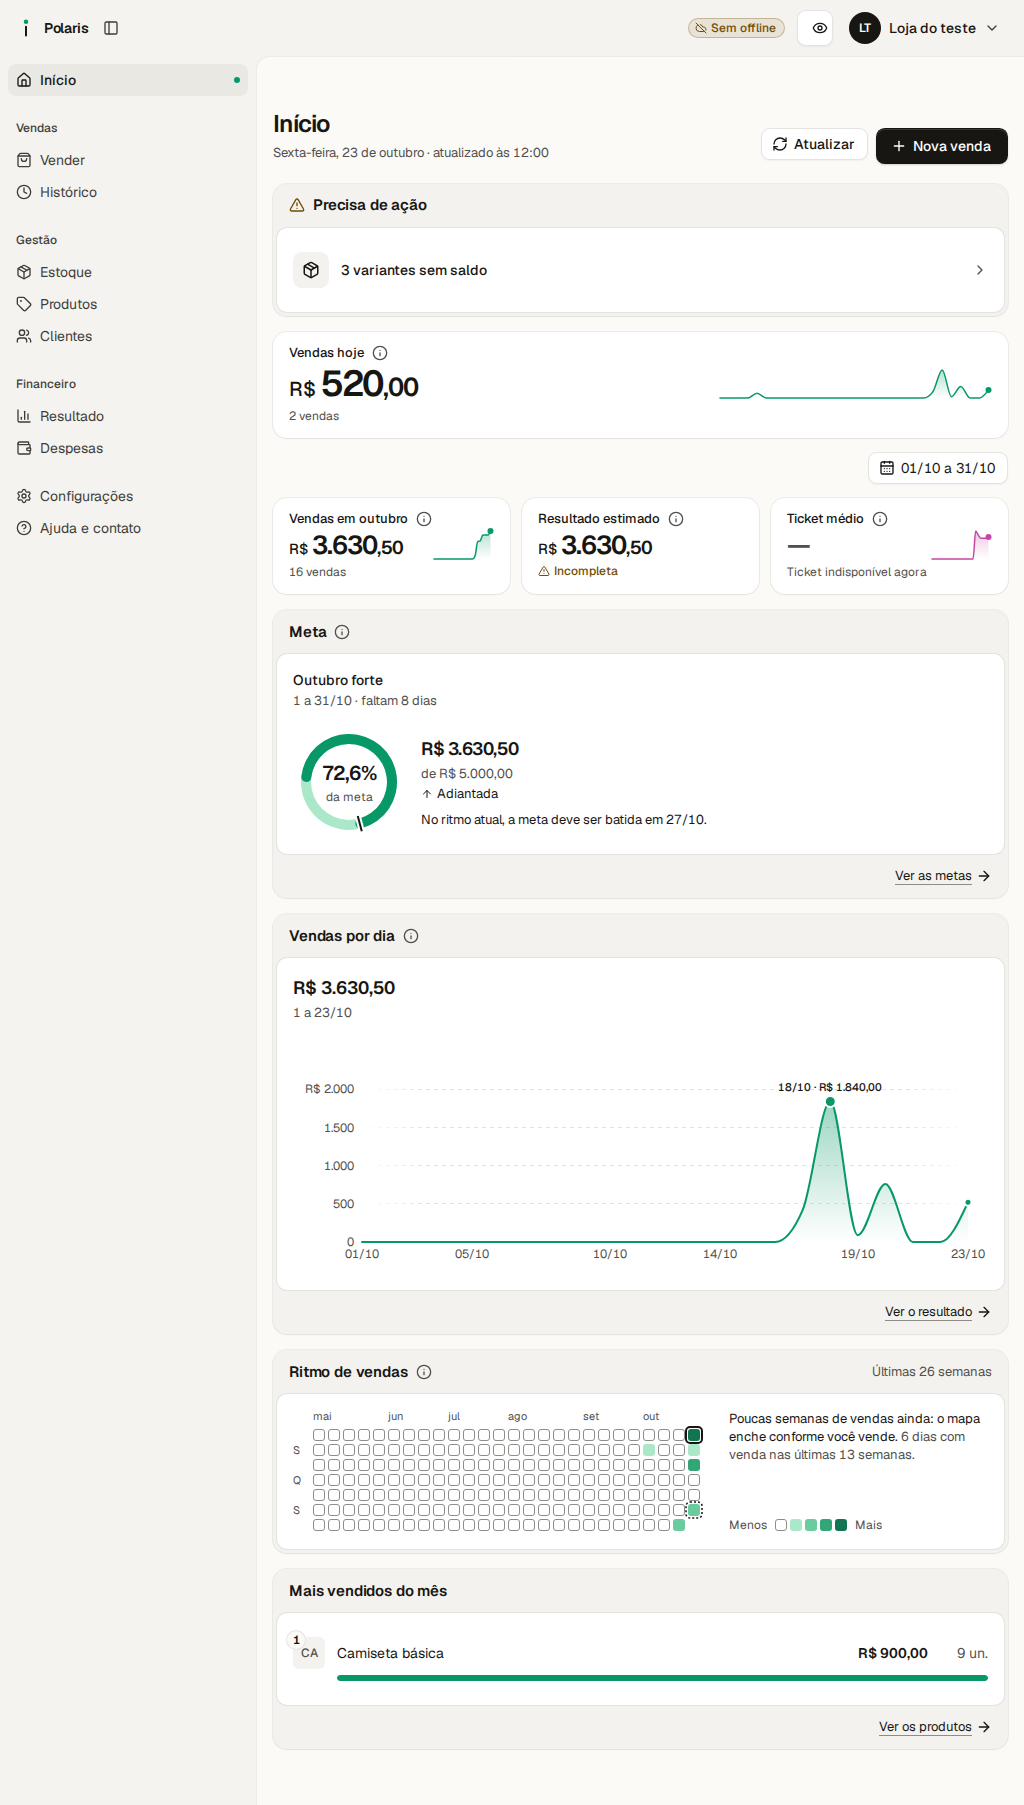 Polaris
Sem offline
LT
Loja do teste
Início
Vendas
Vender
Histórico
Gestão
Estoque
Produtos
Clientes
Financeiro
Resultado
Despesas
Configurações
Ajuda e contato
Início
Sexta-feira, 23 de outubro · atualizado às 12:00
Atualizar
Nova venda
Precisa de ação
3 variantes sem saldo
Vendas hoje
R$ 520,00
2 vendas
01/10 a 31/10
Vendas em outubro
R$ 3.630,50
16 vendas
Resultado estimado
R$ 3.630,50
Incompleta
Ticket médio
—
Ticket indisponível agora
Meta
Outubro forte
1 a 31/10 · faltam 8 dias
72,6%
da meta
R$ 3.630,50
de R$ 5.000,00
Adiantada
No ritmo atual, a meta deve ser batida em 27/10.
Ver as metas
Vendas por dia
R$ 3.630,50
1 a 23/10
R$ 2.000
1.500
1.000
500
0
18/10 · R$ 1.840,00
01/10 05/10 10/10 14/10 19/10 23/10
Ver o resultado
Ritmo de vendas
Últimas 26 semanas
mai jun jul ago set out
S
Q
S
Poucas semanas de vendas ainda: o mapa
enche conforme você vende. 6 dias com
venda nas últimas 13 semanas.
Menos
Mais
Mais vendidos do mês
1
CA
Camiseta básica
R$ 900,00
9 un.
Ver os produtos